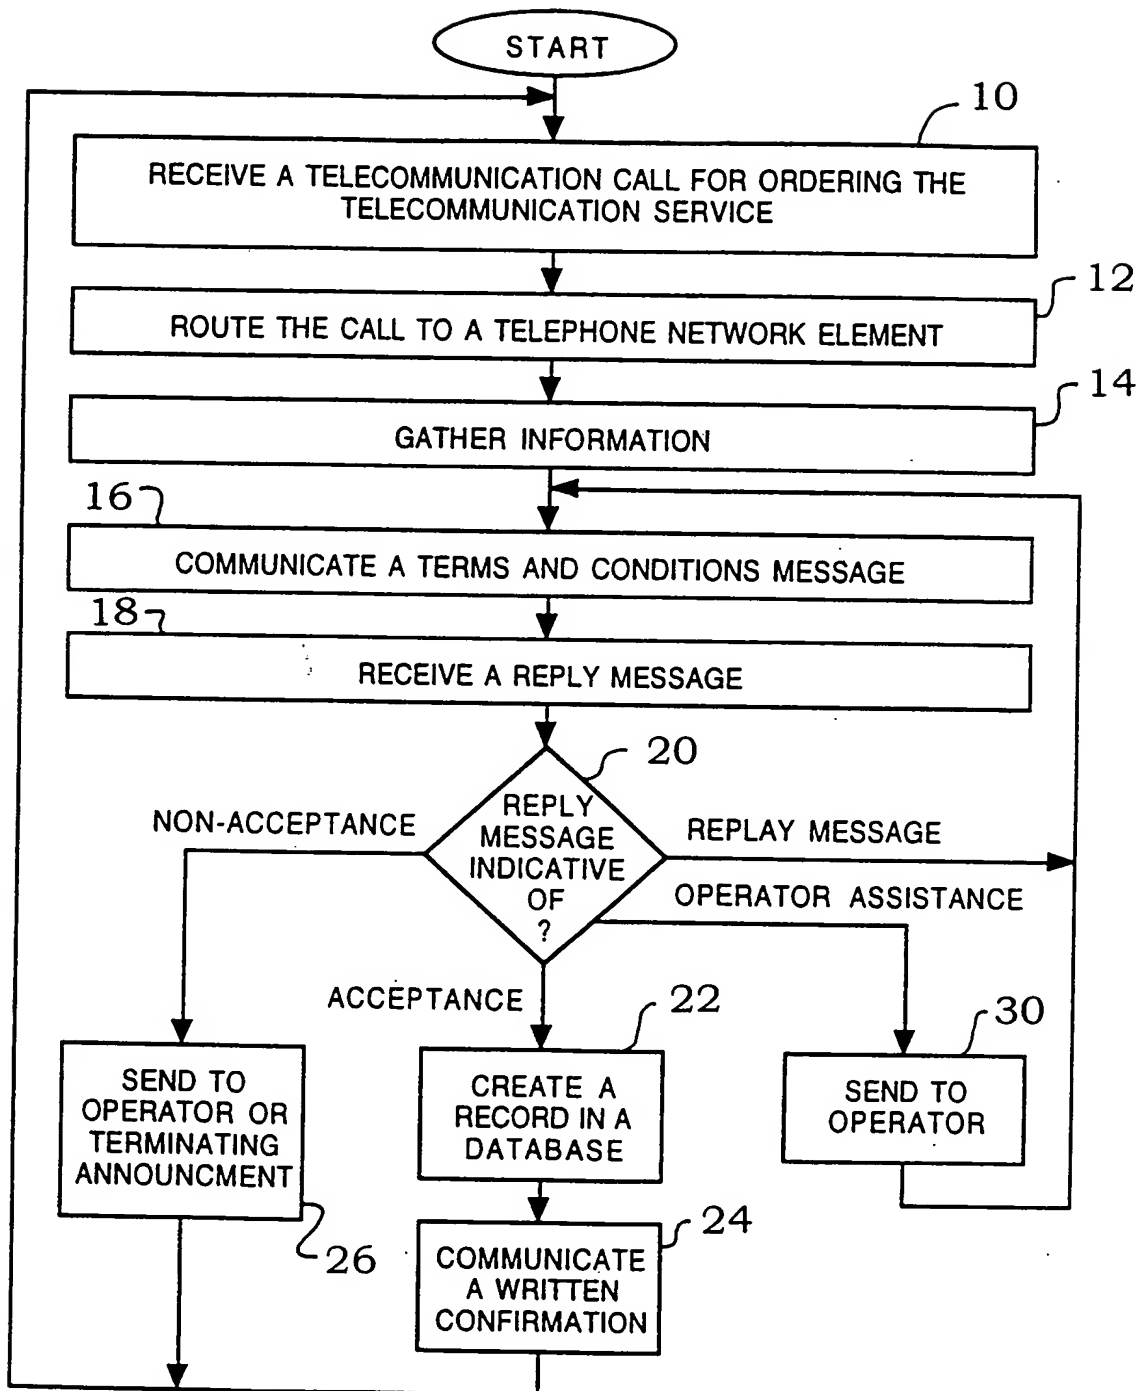 START
10
RECEIVE A TELECOMMUNICATION CALL FOR ORDERING THE
TELECOMMUNICATION SERVICE
12
ROUTE THE CALL TO A TELEPHONE NETWORK ELEMENT
14
GATHER INFORMATION
16
COMMUNICATE A TERMS AND CONDITIONS MESSAGE
18
RECEIVE A REPLY MESSAGE
20
REPLY
MESSAGE
INDICATIVE
OF
?
NON-ACCEPTANCE
REPLAY MESSAGE
OPERATOR ASSISTANCE
ACCEPTANCE
22
30
SEND TO
OPERATOR OR
TERMINATING
ANNOUNCMENT
26
CREATE A
RECORD IN A
DATABASE
SEND TO
OPERATOR
24
COMMUNICATE
A WRITTEN
CONFIRMATION